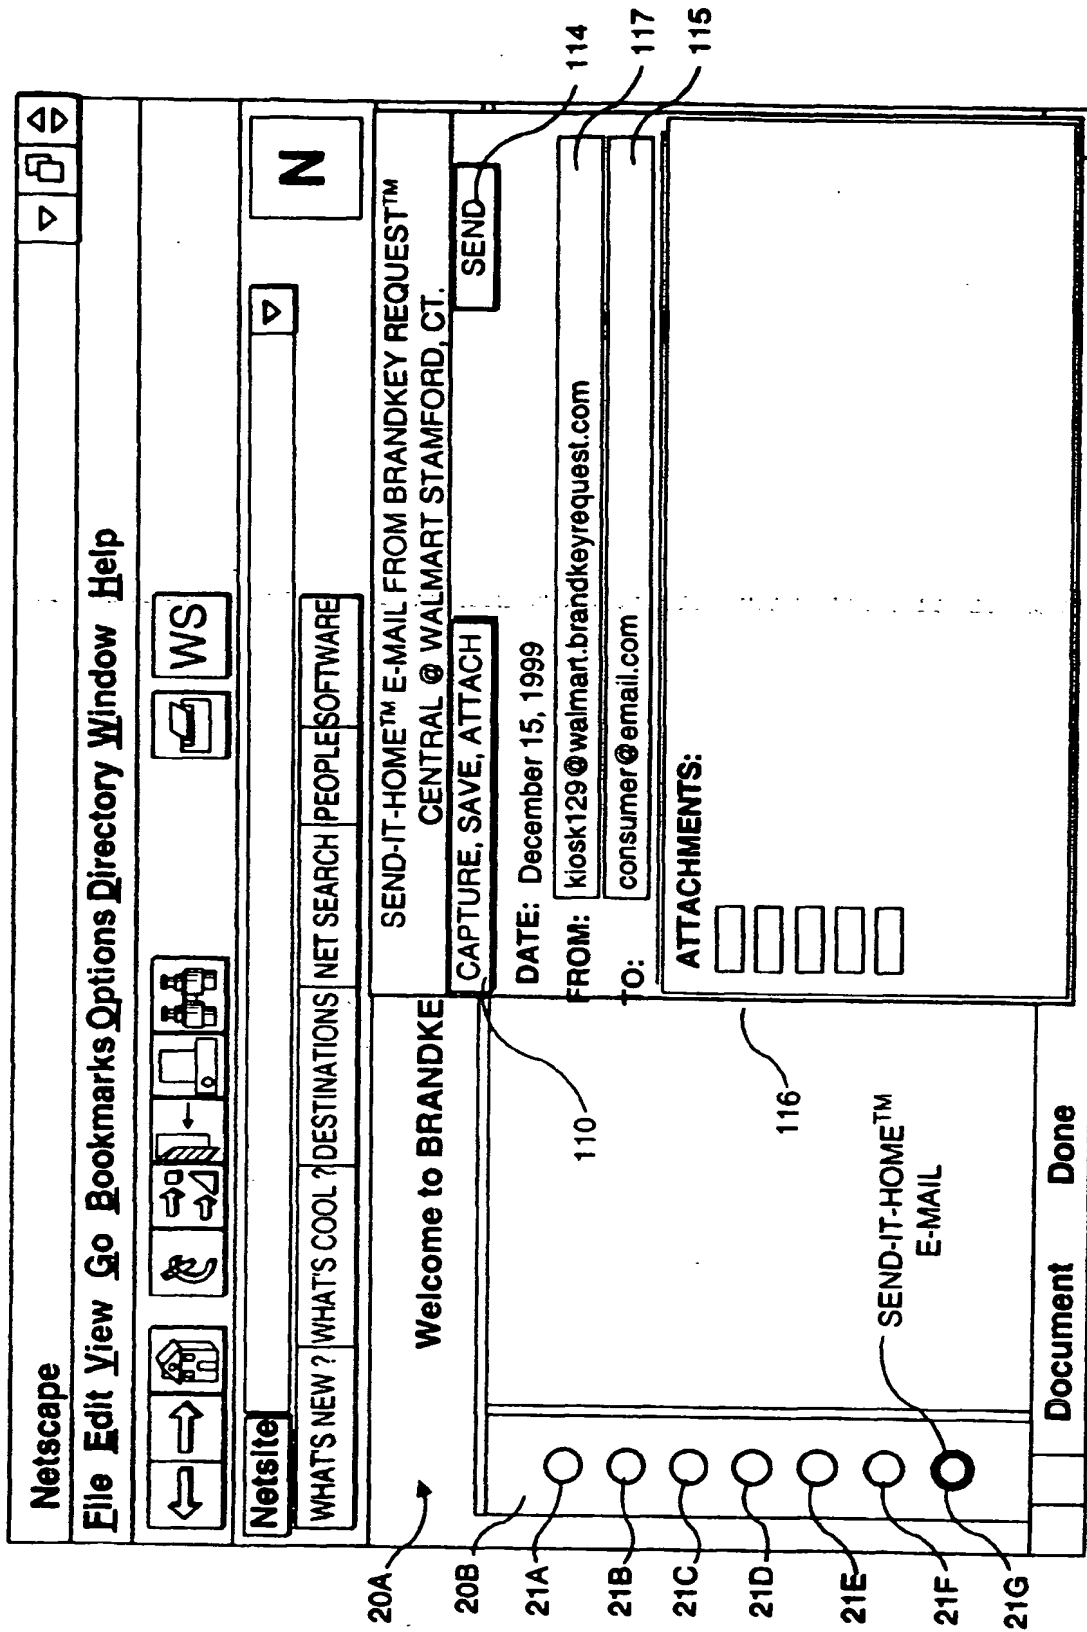 Netscape
File Edit View Go Bookmarks Options Directory Window Help
WS
Netsite
N
WHAT'S NEW ? WHAT'S COOL ? DESTINATIONS NET SEARCH PEOPLE SOFTWARE
Welcome to BRANDKE
SEND-IT-HOME™ E-MAIL FROM BRANDKEY REQUEST™
CENTRAL @ WALMART STAMFORD, CT.
CAPTURE, SAVE, ATTACH
SEND
DATE: December 15, 1999
FROM: kiosk129@walmart.brandkeyrequest.com
TO: consumer@email.com
ATTACHMENTS:
114
117
115
110
116
SEND-IT-HOME™
E-MAIL
20A
20B
21A
21B
21C
21D
21E
21F
21G
Document Done